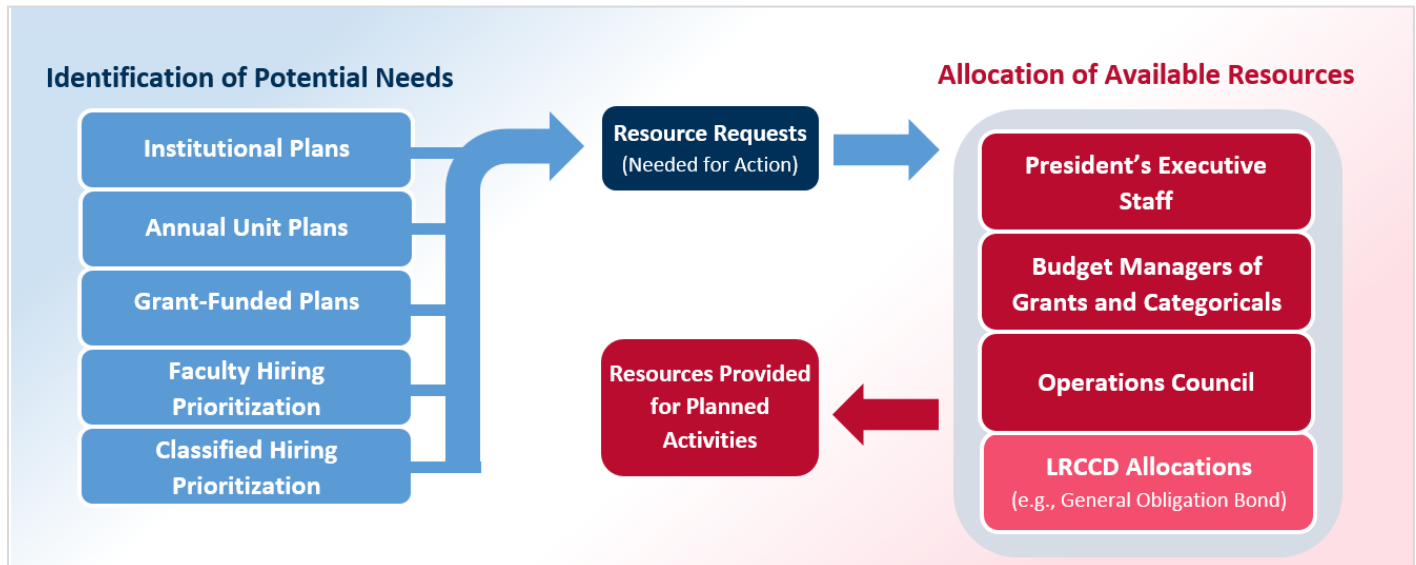 Identification of Potential Needs
Institutional Plans
Annual Unit Plans
Grant-Funded Plans
Faculty Hiring
Prioritization
Classified Hiring
Prioritization
Resource Requests
(Needed for Action)
Allocation of Available Resources
President’s Executive
Staff
Budget Managers of
Grants and Categoricals
Operations Council
LRCCD Allocations
(e.g., General Obligation Bond)
Resources Provided
for Planned
Activities